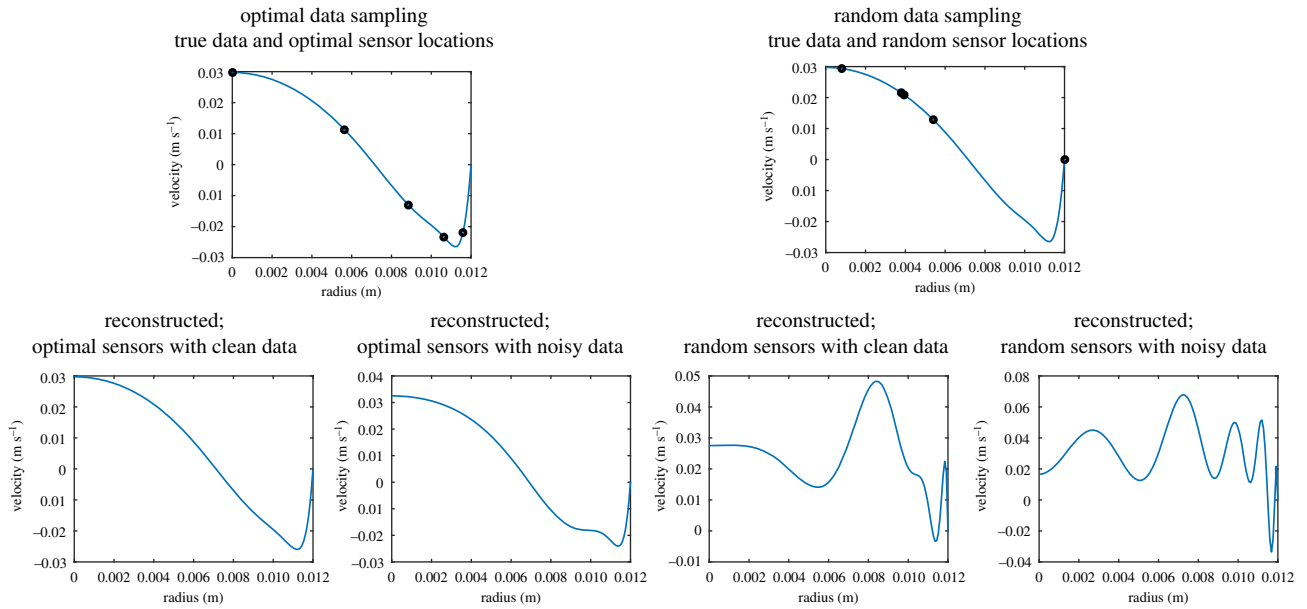 optimal data sampling
true data and optimal sensor locations
0.03
0.02
0.01
0
0.01
−0.02
−0.03
velocity (m s−1)
0 0.002 0.004 0.006 0.008 0.010 0.012
radius (m)
random data sampling
true data and random sensor locations
0.03
0.02
0.01
0
0.01
−0.02
−0.03
velocity (m s−1)
0 0.002 0.004 0.006 0.008 0.010 0.012
radius (m)
reconstructed;
optimal sensors with clean data
0.03
0.02
0.01
0
0.01
−0.02
−0.03
velocity (m s−1)
0 0.002 0.004 0.006 0.008 0.010 0.012
radius (m)
reconstructed;
optimal sensors with noisy data
0.04
0.03
0.02
0.01
0
0.01
−0.02
−0.03
velocity (m s−1)
0 0.002 0.004 0.006 0.008 0.010 0.012
radius (m)
reconstructed;
random sensors with clean data
0.05
0.04
0.03
0.02
0.01
0
−0.01
velocity (m s−1)
0 0.002 0.004 0.006 0.008 0.010 0.012
radius (m)
reconstructed;
random sensors with noisy data
0.08
0.06
0.04
0.02
0
−0.02
−0.04
velocity (m s−1)
0 0.002 0.004 0.006 0.008 0.010 0.012
radius (m)